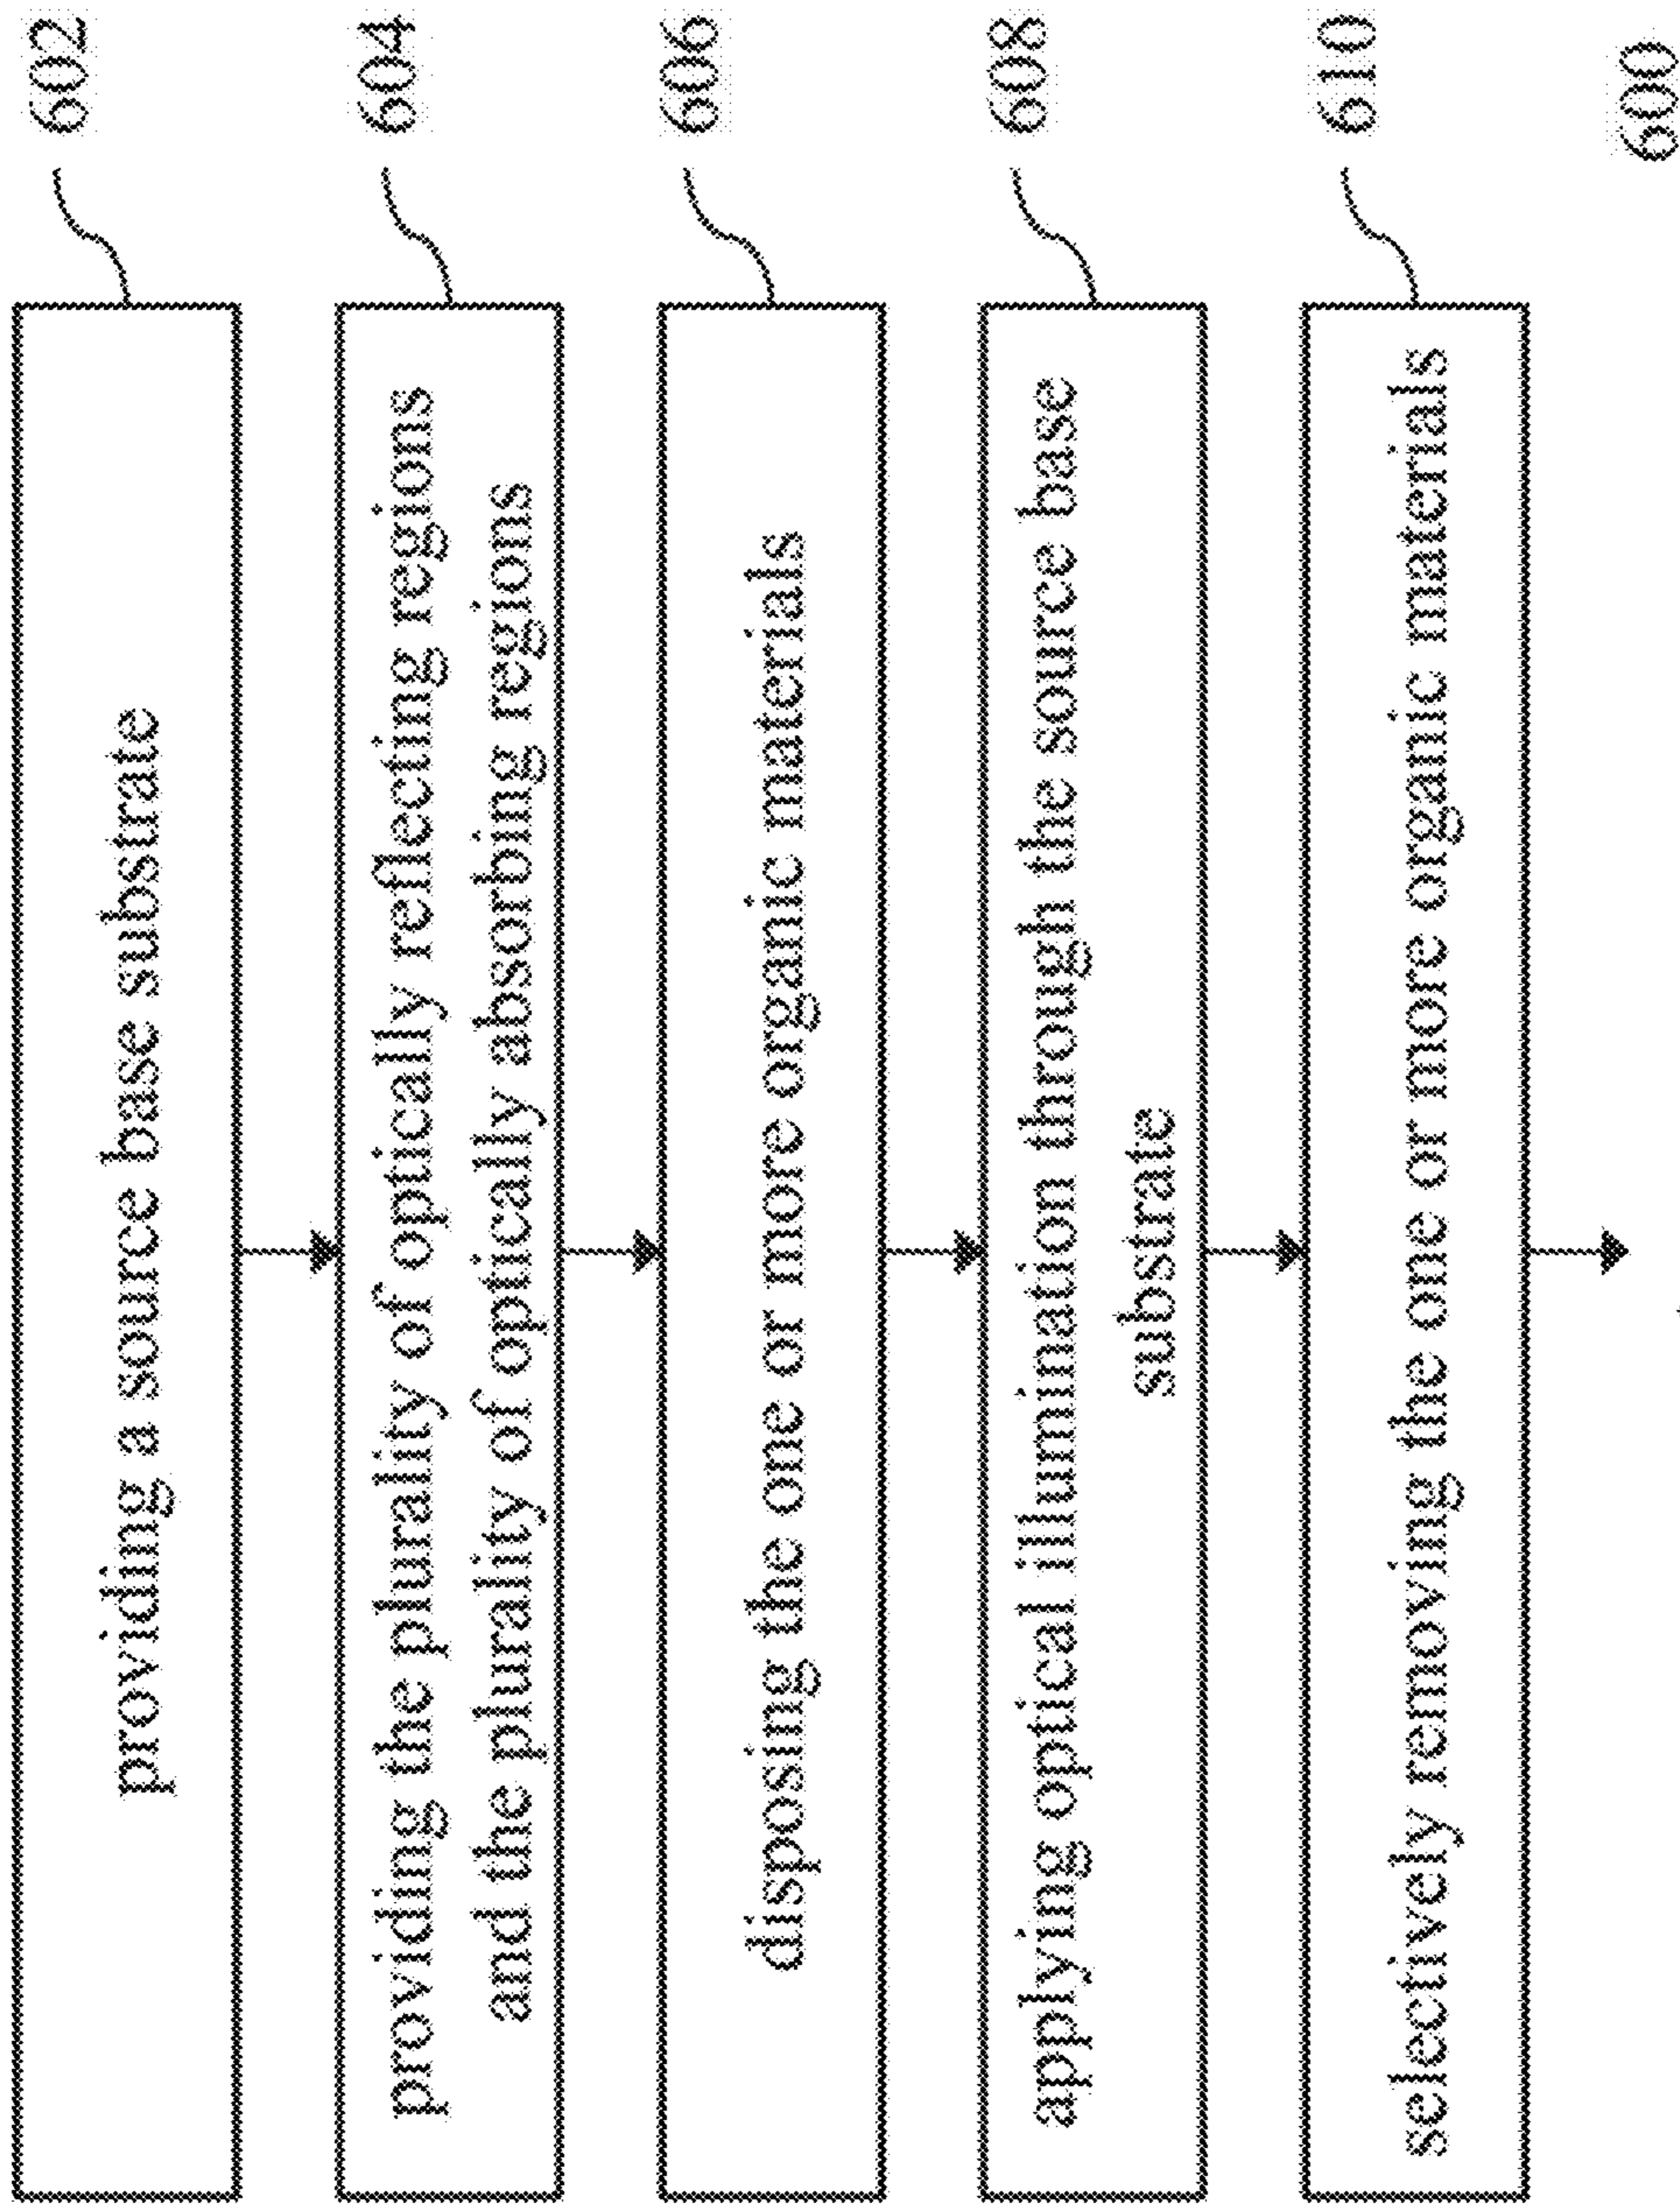 602
providing a source base substrate
604
providing the plurality of optically reflecting regions
and the plurality of optically absorbing regions
606
disposing the one or more organic materials
608
applying optical illumination through the source base
substrate
610
selectively removing the one or more organic materials
600